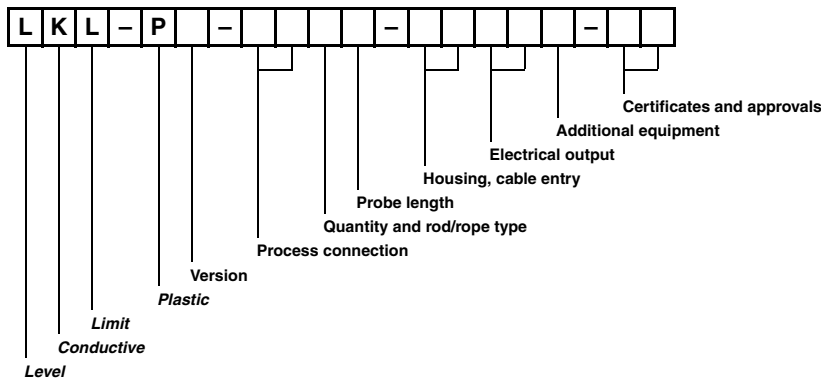 LKL-P - - -
Certificates and approvals
Additional equipment
Electrical output
Housing, cable entry
Probe length
Quantity and rod/rope type
Process connection
Version
Plastic
Limit
Conductive
Level